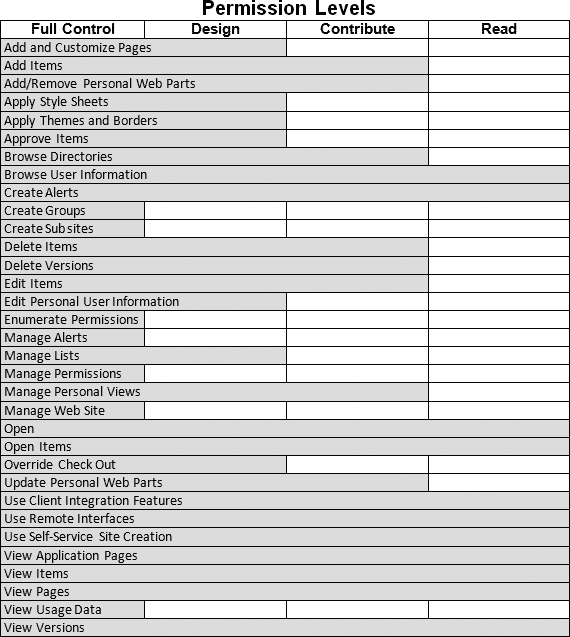 Permission Levels
Full Control Design Contribute Read
Add and Customize Pages
Add Items
Add/Remove Personal Web Parts
Apply Style Sheets
Apply Themes and Borders
Approve Items
Browse Directories
Browse User Information
Create Alerts
Create Groups
Create Subsites
Delete Items
Delete Versions
Edit Items
Edit Personal User Information
Enumerate Permissions
Manage Alerts
Manage Lists
Manage Permissions
Manage Personal Views
Manage Web Site
Open
Open Items
Override Check Out
Update Personal Web Parts
Use Client Integration Features
Use Remote Interfaces
Use Self-Service Site Creation
View Application Pages
View Items
View Pages
View Usage Data
View Versions